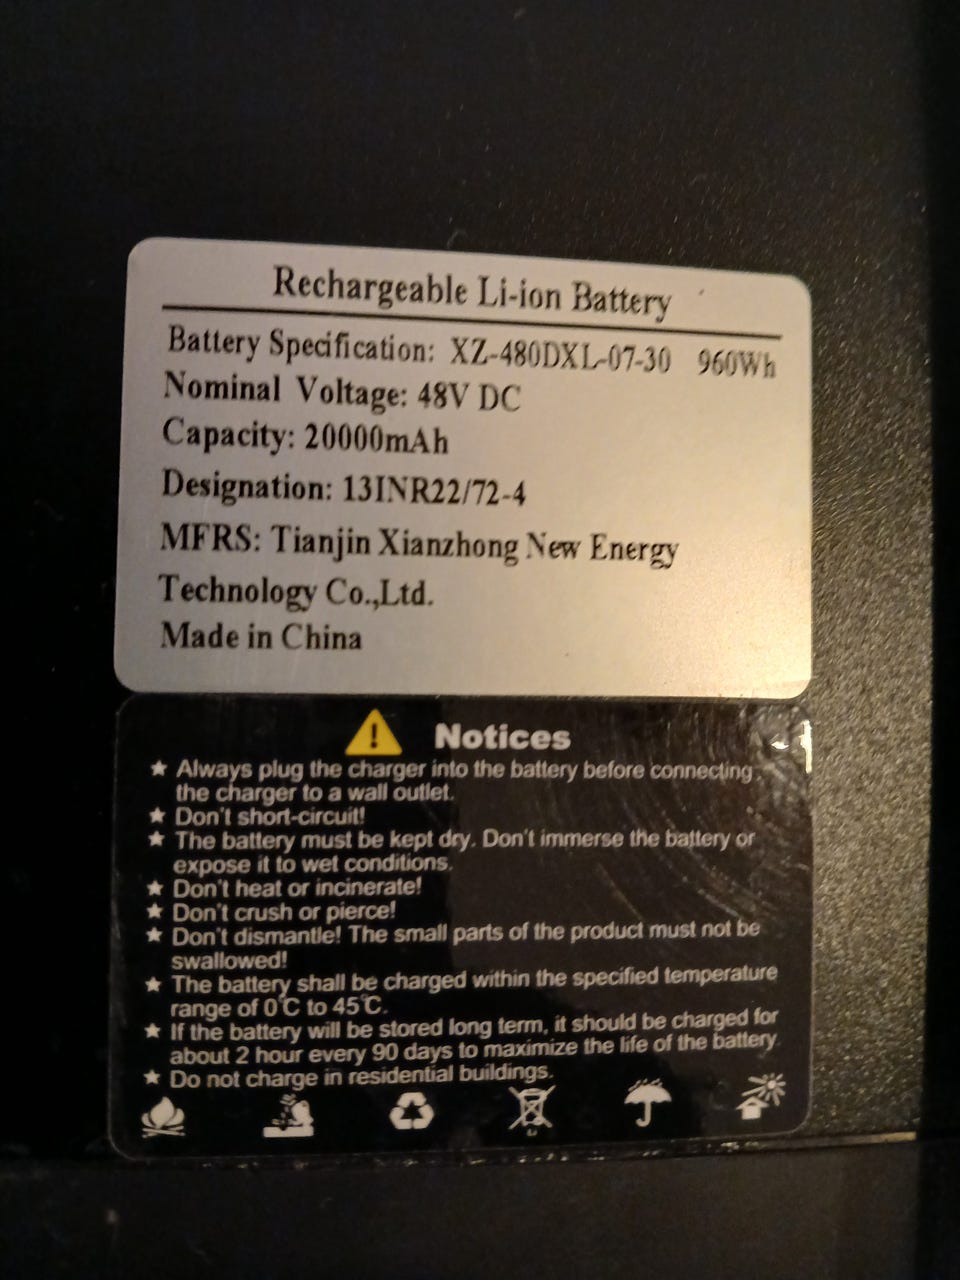 Rechargeable Li-ion Battery
Battery Specification: XZ-480DXL-07-30 960Wh
Nominal Voltage: 48V DC
Capacity: 20000mAh
Designation: 13INR22/72-4
MFRS: Tianjin Xianzhong New Energy
Technology Co.,Ltd.
Made in China
Notices
★ Always plug the charger into the battery before connecting
the charger to a wall outlet.
★ Don't short-circuit!
★ The battery must be kept dry. Don't immerse the battery or
expose it to wet conditions.
★ Don't heat or incinerate!
★ Don't crush or pierce!
★ Don't dismantle! The small parts of the product must not be
swallowed!
★ The battery shall be charged within the specified temperature
range of 0℃ to 45℃.
★ If the battery will be stored long term, it should be charged for
about 2 hour every 90 days to maximize the life of the battery.
★ Do not charge in residential buildings.